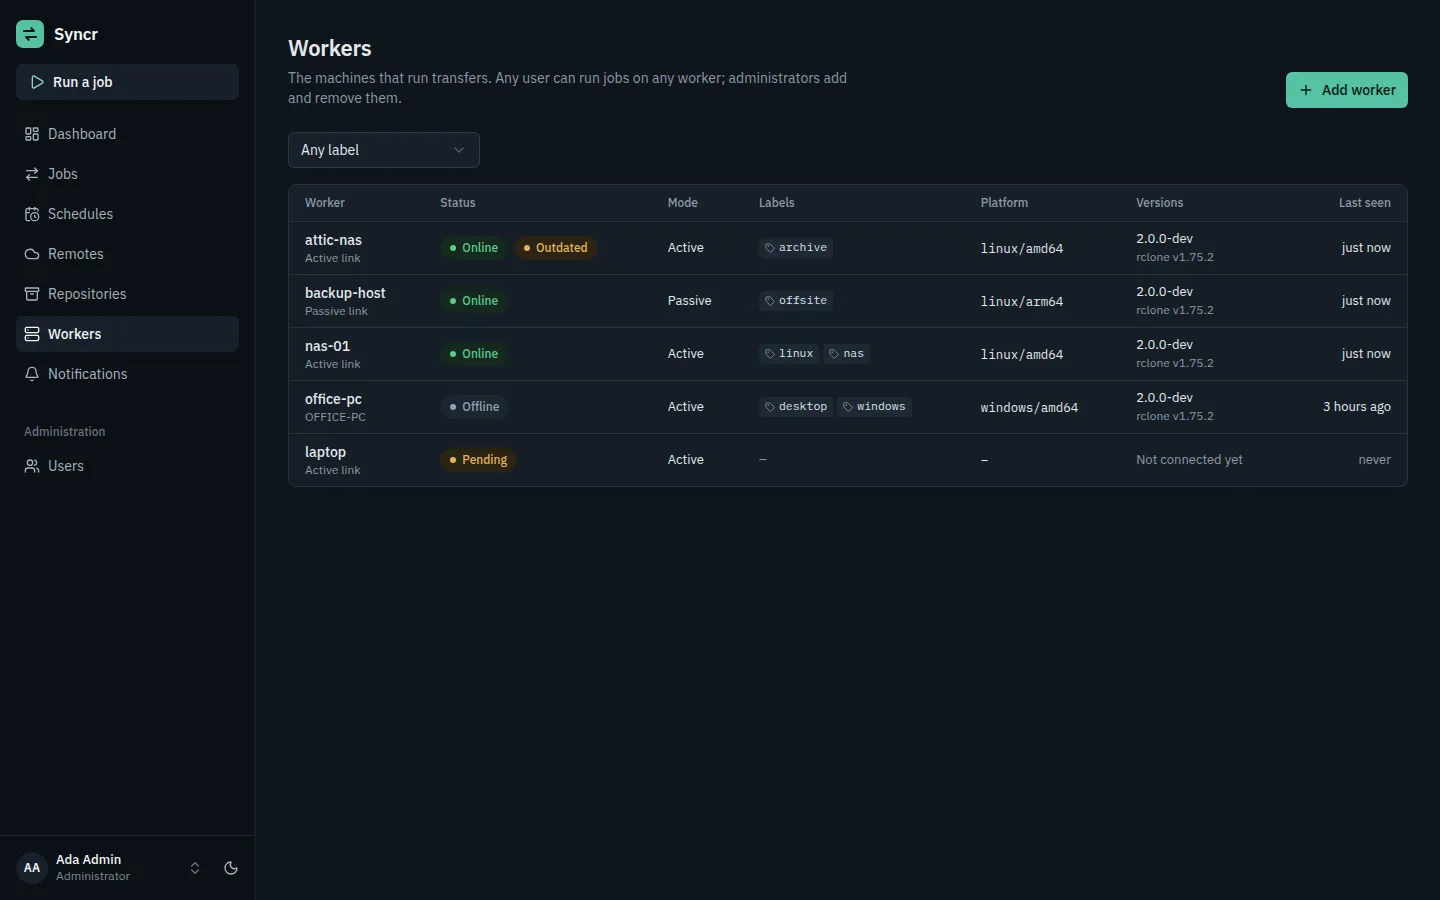 Syncr
Run a job
Dashboard
Jobs
Schedules
Remotes
Repositories
Workers
Notifications
Administration
Users
Ada Admin
Administrator
AA
Workers
The machines that run transfers. Any user can run jobs on any worker; administrators add
and remove them.
Add worker
Any label
Worker Status Mode Labels Platform Versions Last seen
attic-nas
Active link
Online Outdated Active archive linux/amd64 2.0.0-dev
rclone v1.75.2
just now
backup-host
Passive link
Online Passive offsite linux/arm64 2.0.0-dev
rclone v1.75.2
just now
nas-01
Active link
Online Active linux nas linux/amd64 2.0.0-dev
rclone v1.75.2
just now
office-pc
OFFICE-PC
Offline Active desktop windows windows/amd64 2.0.0-dev
rclone v1.75.2
3 hours ago
laptop
Active link
Pending Active – – Not connected yet never